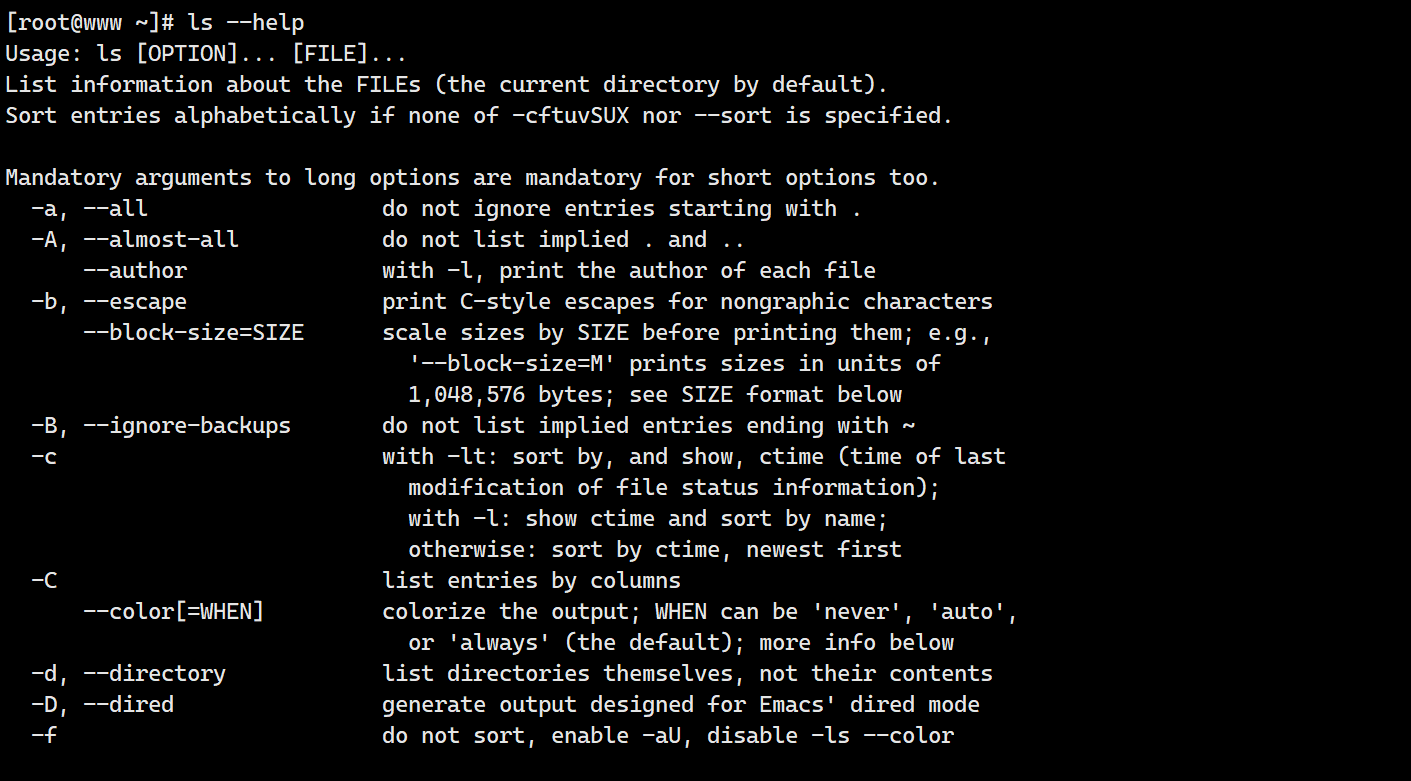 [root@www ~]# ls --help
Usage: ls [OPTION]... [FILE]...
List information about the FILEs (the current directory by default).
Sort entries alphabetically if none of -cftuvSUX nor --sort is specified.

Mandatory arguments to long options are mandatory for short options too.
  -a, --all                  do not ignore entries starting with .
  -A, --almost-all           do not list implied . and ..
      --author               with -l, print the author of each file
  -b, --escape               print C-style escapes for nongraphic characters
      --block-size=SIZE      scale sizes by SIZE before printing them; e.g.,
                               '--block-size=M' prints sizes in units of
                               1,048,576 bytes; see SIZE format below
  -B, --ignore-backups       do not list implied entries ending with ~
  -c                         with -lt: sort by, and show, ctime (time of last
                               modification of file status information);
                               with -l: show ctime and sort by name;
                               otherwise: sort by ctime, newest first
  -C                         list entries by columns
      --color[=WHEN]         colorize the output; WHEN can be 'never', 'auto',
                               or 'always' (the default); more info below
  -d, --directory            list directories themselves, not their contents
  -D, --dired                generate output designed for Emacs' dired mode
  -f                         do not sort, enable -aU, disable -ls --color